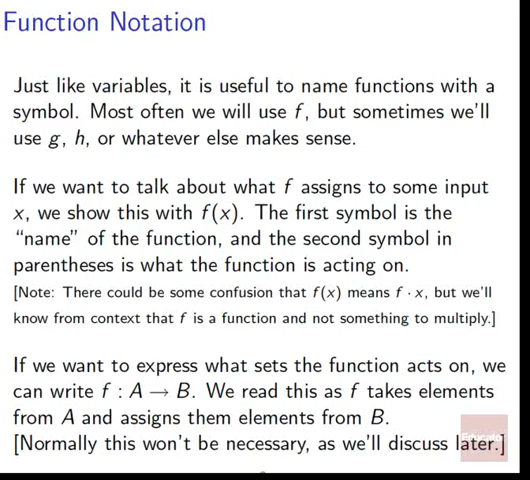 Function Notation
Just like variables, it is useful to name functions with a
symbol. Most often we will use f, but sometimes we'll
use g, h, or whatever else makes sense.
If we want to talk about what f assigns to some input
x, we show this with f(x). The first symbol is the
“name” of the function, and the second symbol in
parentheses is what the function is acting on.
[Note: There could be some confusion that f(x) means f · x, but we'll
know from context that f is a function and not something to multiply.]
If we want to express what sets the function acts on, we
can write f : A → B. We read this as f takes elements
from A and assigns them elements from B.
[Normally this won't be necessary, as we'll discuss later.]